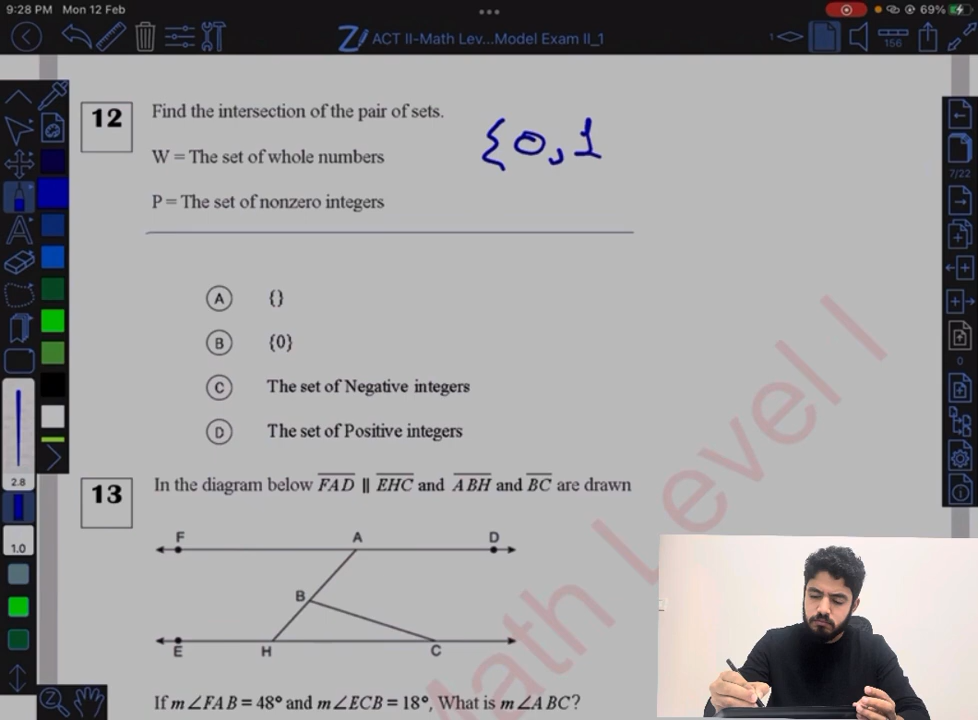 9:28 PM Mon 12 Feb
69%
ACT II-Math Lev...Model Exam II_1
1
156
12 Find the intersection of the pair of sets.
{0,1
W = The set of whole numbers
P = The set of nonzero integers
7/22
A {}
B {0}
C The set of Negative integers
0
D The set of Positive integers
2.8
13 In the diagram below FAD || EHC and ABH and BC are drawn
1.0
F A D
B
E H C
If m∠FAB = 48° and m∠ECB = 18°, What is m∠ABC?
Math Level I